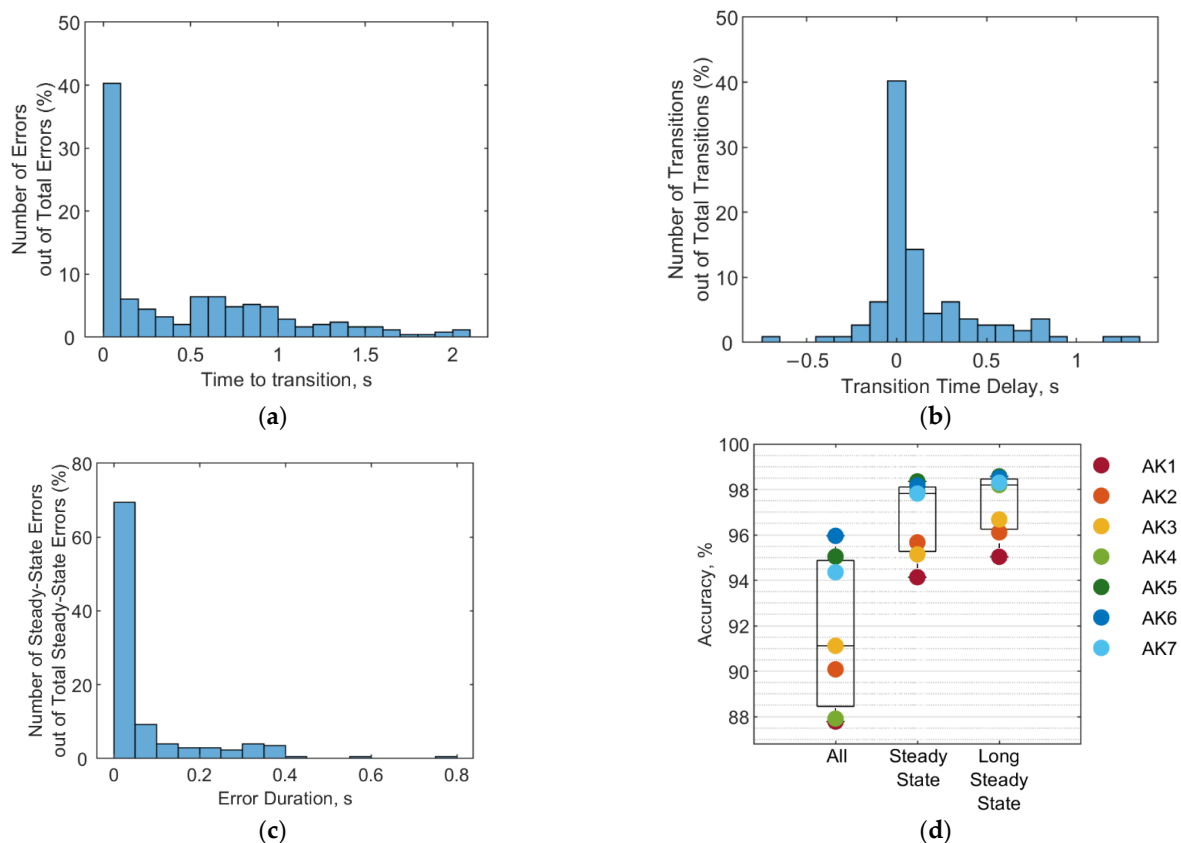 50
40
30
20
10
0
Number of Errors
out of Total Errors (%)
0 0.5 1 1.5 2
Time to transition, s
(a)
50
40
30
20
10
0
Number of Transitions
out of Total Transitions (%)
−0.5 0 0.5 1
Transition Time Delay, s
(b)
80
60
40
20
0
Number of Steady-State Errors
out of Total Steady-State Errors (%)
0 0.2 0.4 0.6 0.8
Error Duration, s
(c)
100
98
96
94
92
90
88
Accuracy, %
All Steady Long
State Steady
State
AK1
AK2
AK3
AK4
AK5
AK6
AK7
(d)